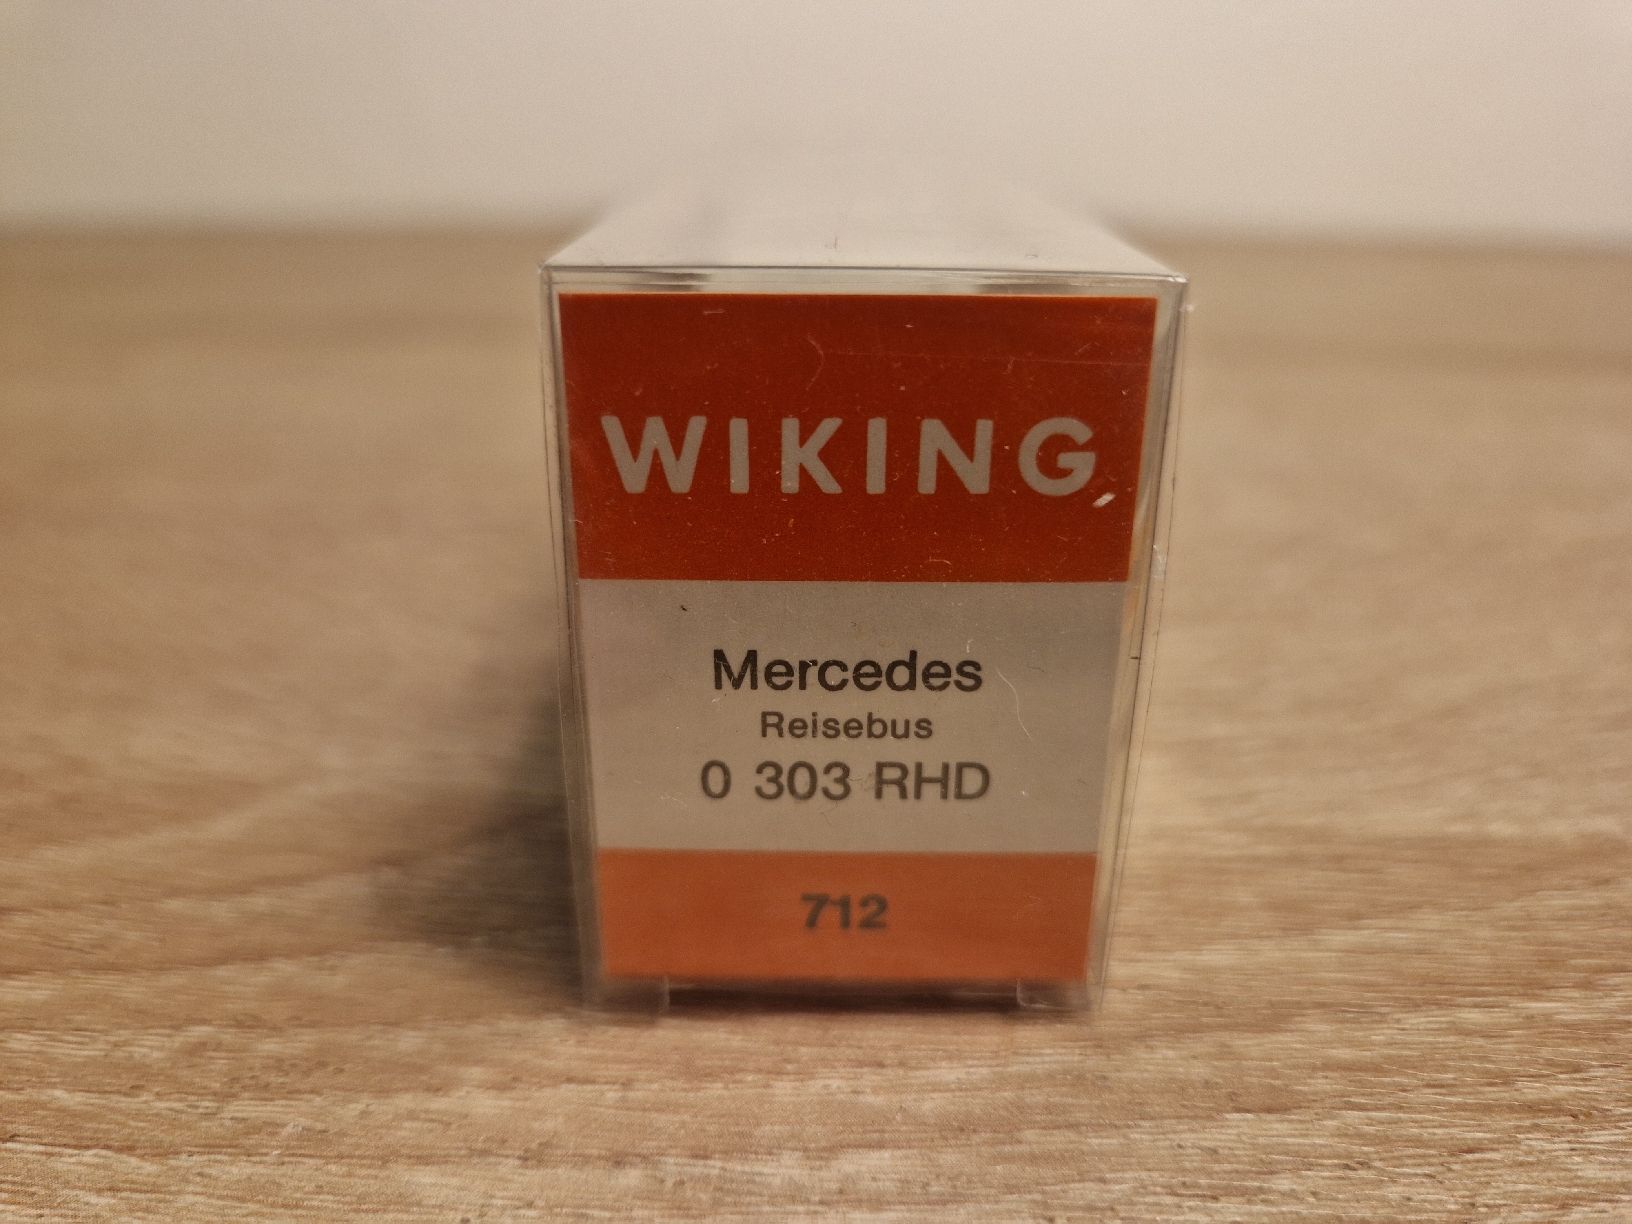 WIKING
Mercedes
Reisebus
0 303 RHD
712